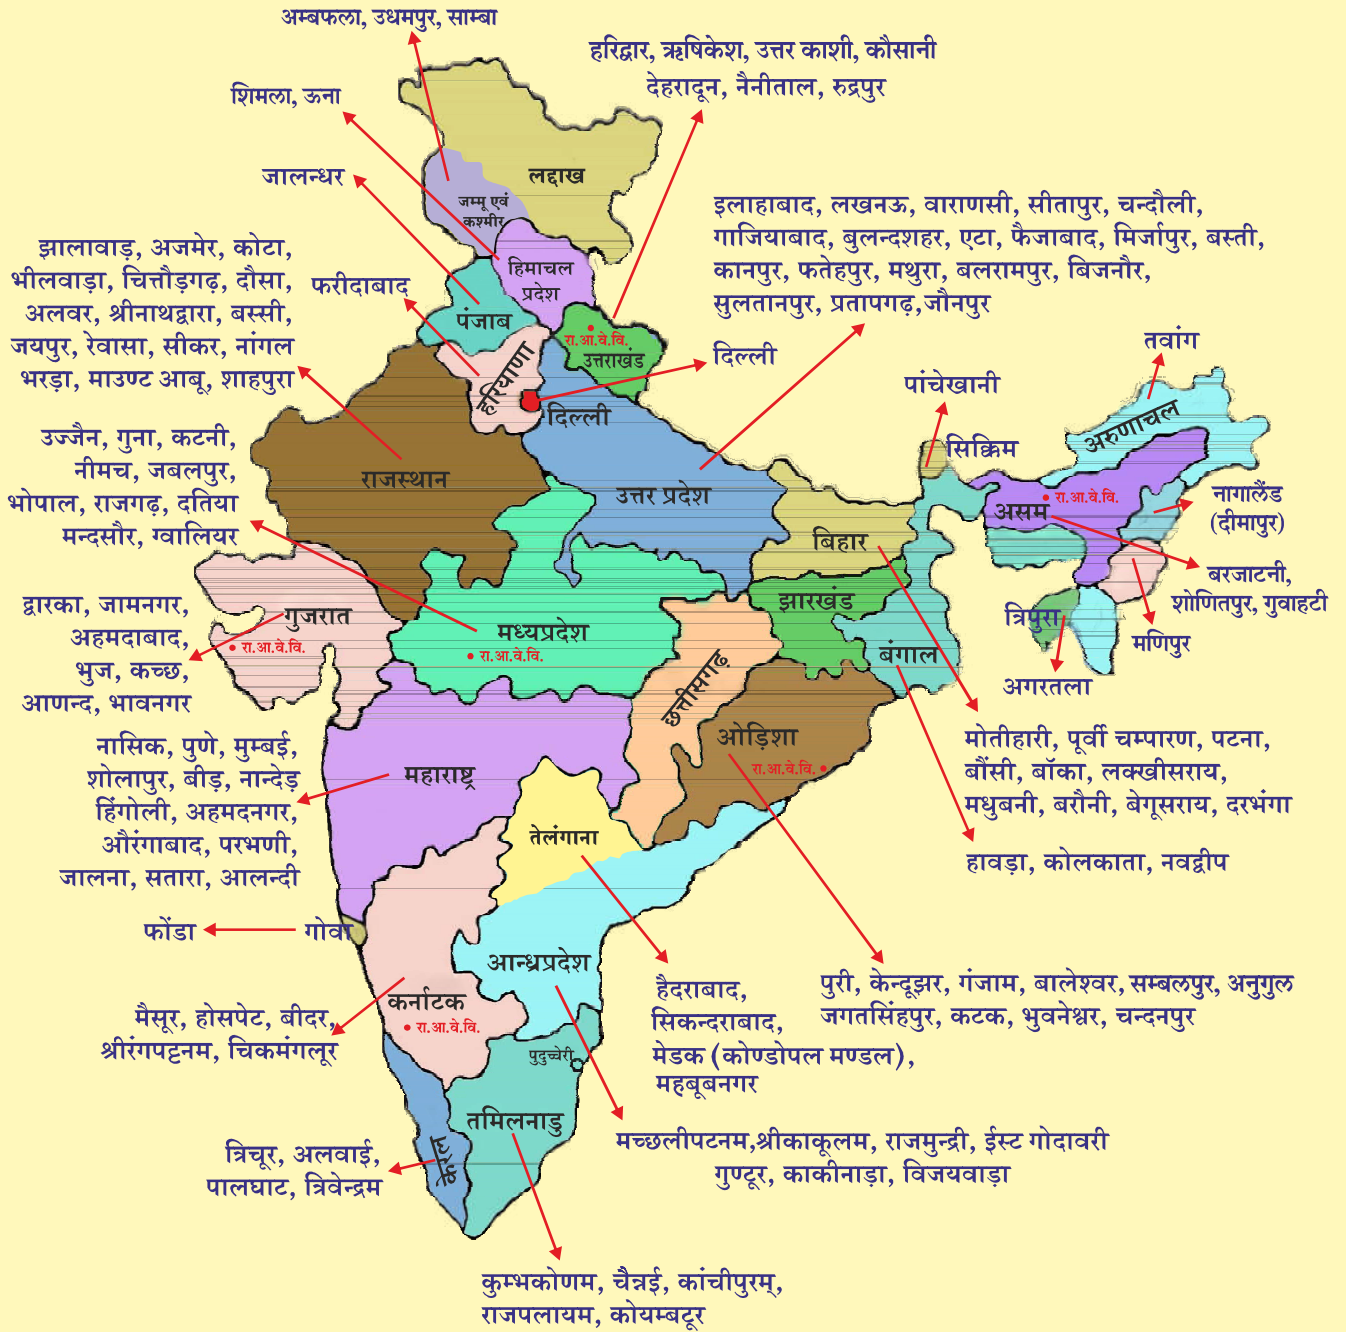 अम्बफला, उधमपुर, साम्बा
हरिद्वार, ऋषिकेश, उत्तर काशी, कौसानी
देहरादून, नैनीताल, रुद्रपुर
शिमला, ऊना
जालन्धर
लद्दाख
जम्मू एवं
कश्मीर
इलाहाबाद, लखनऊ, वाराणसी, सीतापुर, चन्दौली,
गाजियाबाद, बुलन्दशहर, एटा, फैजाबाद, मिर्जापुर, बस्ती,
कानपुर, फतेहपुर, मथुरा, बलरामपुर, बिजनौर,
सुलतानपुर, प्रतापगढ़,जौनपुर
झालावाड़, अजमेर, कोटा,
भीलवाड़ा, चित्तौड़गढ़, दौसा,
अलवर, श्रीनाथद्वारा, बस्सी,
जयपुर, रेवासा, सीकर, नांगल
भरड़ा, माउण्ट आबू, शाहपुरा
फरीदाबाद
हिमाचल
प्रदेश
पंजाब
रा.आ.वे.वि.
उत्तराखंड
हरियाणा
दिल्ली
दिल्ली
तवांग
पांचेखानी
अरुणाचल
सिक्किम
उज्जैन, गुना, कटनी,
नीमच, जबलपुर,
भोपाल, राजगढ़, दतिया
मन्दसौर, ग्वालियर
राजस्थान
उत्तर प्रदेश
रा.आ.वे.वि.
असम
नागालैंड
(दीमापुर)
बिहार
बरजाटनी,
शोणितपुर, गुवाहटी
द्वारका, जामनगर,
अहमदाबाद,
भुज, कच्छ,
आणन्द, भावनगर
गुजरात
रा.आ.वे.वि.
मध्यप्रदेश
रा.आ.वे.वि.
झारखंड
त्रिपुरा
मणिपुर
बंगाल
अगरतला
छत्तीसगढ़
नासिक, पुणे, मुम्बई,
शोलापुर, बीड़, नान्देड़
हिंगोली, अहमदनगर,
औरंगाबाद, परभणी,
जालना, सतारा, आलन्दी
महाराष्ट्र
ओड़िशा
रा.आ.वे.वि.
मोतीहारी, पूर्वी चम्पारण, पटना,
बौंसी, बॉका, लक्खीसराय,
मधुबनी, बरौनी, बेगूसराय, दरभंगा
तेलंगाना
हावड़ा, कोलकाता, नवद्वीप
फोंडा
गोवा
आन्ध्रप्रदेश
हैदराबाद,
सिकन्दराबाद,
मेडक (कोण्डोपल मण्डल),
महबूबनगर
पुरी, केन्दूझर, गंजाम, बालेश्वर, सम्बलपुर, अनुगुल
जगतसिंहपुर, कटक, भुवनेश्वर, चन्दनपुर
कर्नाटक
रा.आ.वे.वि.
मैसूर, होसपेट, बीदर,
श्रीरंगपट्टनम, चिकमंगलूर
पुदुच्चेरी
तमिलनाडु
मच्छलीपटनम,श्रीकाकूलम, राजमुन्द्री, ईस्ट गोदावरी
गुण्टूर, काकीनाड़ा, विजयवाड़ा
केरल
त्रिचूर, अलवाई,
पालघाट, त्रिवेन्द्रम
कुम्भकोणम, चैन्नई, कांचीपुरम्,
राजपलायम, कोयम्बटूर